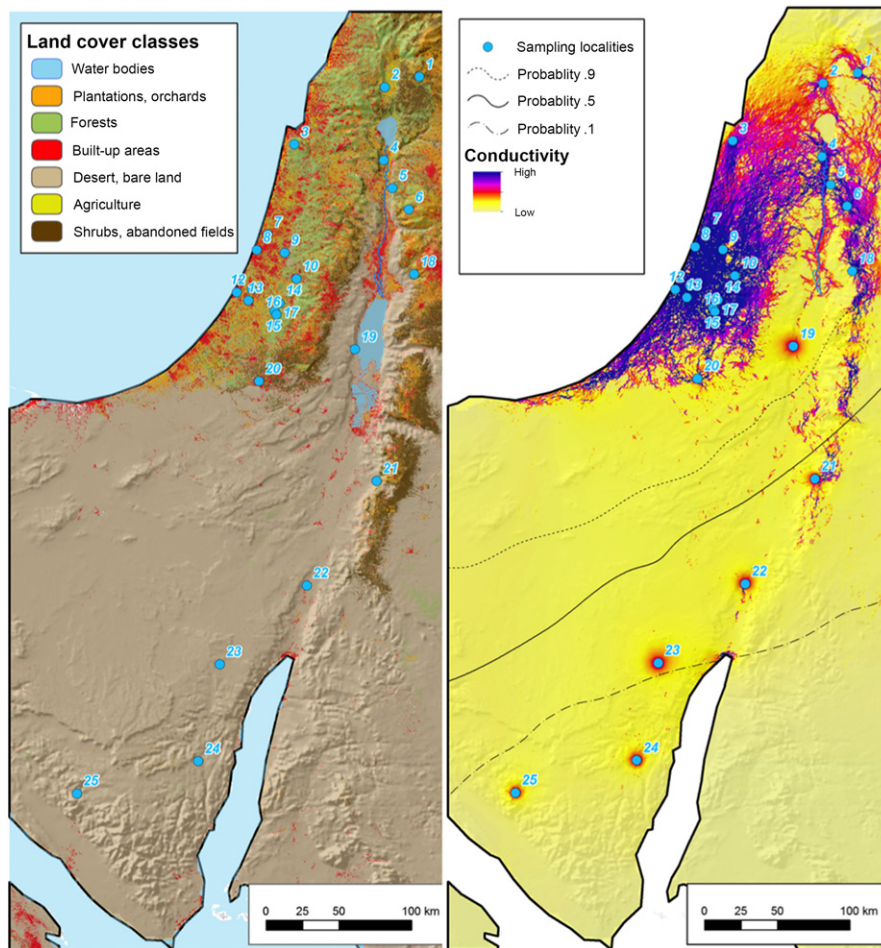 Land cover classes
Water bodies
Plantations, orchards
Forests
Built-up areas
Desert, bare land
Agriculture
Shrubs, abandoned fields
1
2
3
4
5
6
7
8
9
10
18
12
13
14
16
17
15
19
20
21
22
23
24
25
0 25 50 100 km
Sampling localities
Probablity .9
Probablity .5
Probablity .1
Conductivity
High
Low
1
2
3
4
5
6
7
8
9
10
18
12
13
14
16
17
15
19
20
21
22
23
24
25
0 25 50 100 km